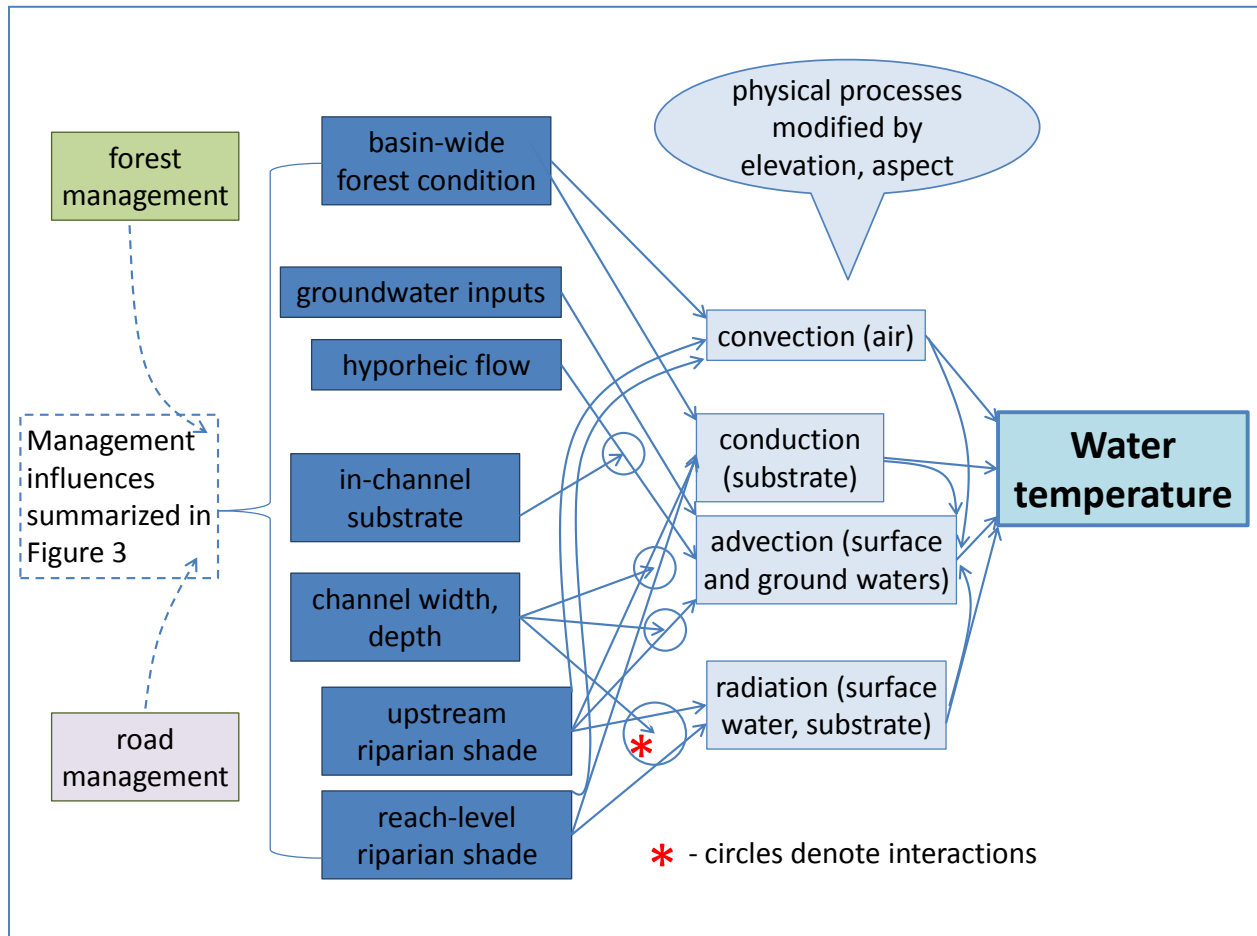 physical processes
modified by
elevation, aspect
forest
management
basin-wide
forest condition
groundwater inputs
hyporheic flow
convection (air)
Management
influences
summarized in
Figure 3
in-channel
substrate
conduction
(substrate)
Water
temperature
advection (surface
and ground waters)
channel width,
depth
road
management
upstream
riparian shade
radiation (surface
water, substrate)
*
reach-level
riparian shade
* - circles denote interactions